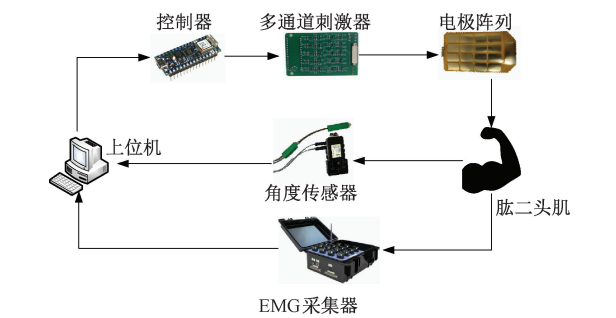 控制器
多通道刺激器
电极阵列
上位机
角度传感器
肱二头肌
EMG采集器